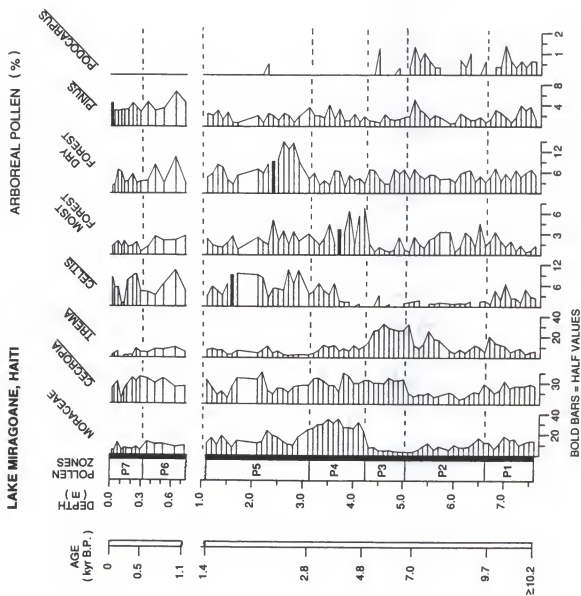 LAKE MIRAGOANE, HAITI
ARBOREAL POLLEN (%)
PODOCARPUS
1 2
PINUS
4 8
DRY FOREST
6 12
MOIST FOREST
3 6
CELTIS
6 12
TREMA
20 40
CECROPIA
30
MORACEAE
20 40
BOLD BARS = HALF VALUES
POLLEN ZONES
P7 P6 P5 P4 P3 P2 P1
DEPTH (m)
0.0 0.3 0.6 1.0 2.0 3.0 4.0 5.0 6.0 7.0
AGE (kyr B.P.)
0 0.5 1.1 1.4 2.8 4.8 7.0 9.7 ≥10.2